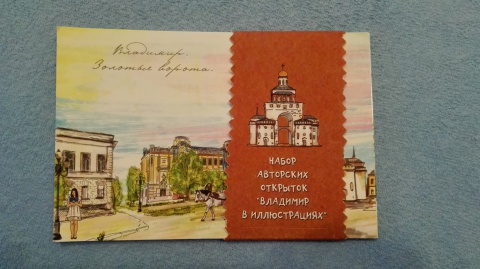 Владимир.
Золотые ворота.
НАБОР
АВТОРСКИХ
ОТКРЫТОК
"ВЛАДИМИР
В ИЛЛЮСТРАЦИЯХ"